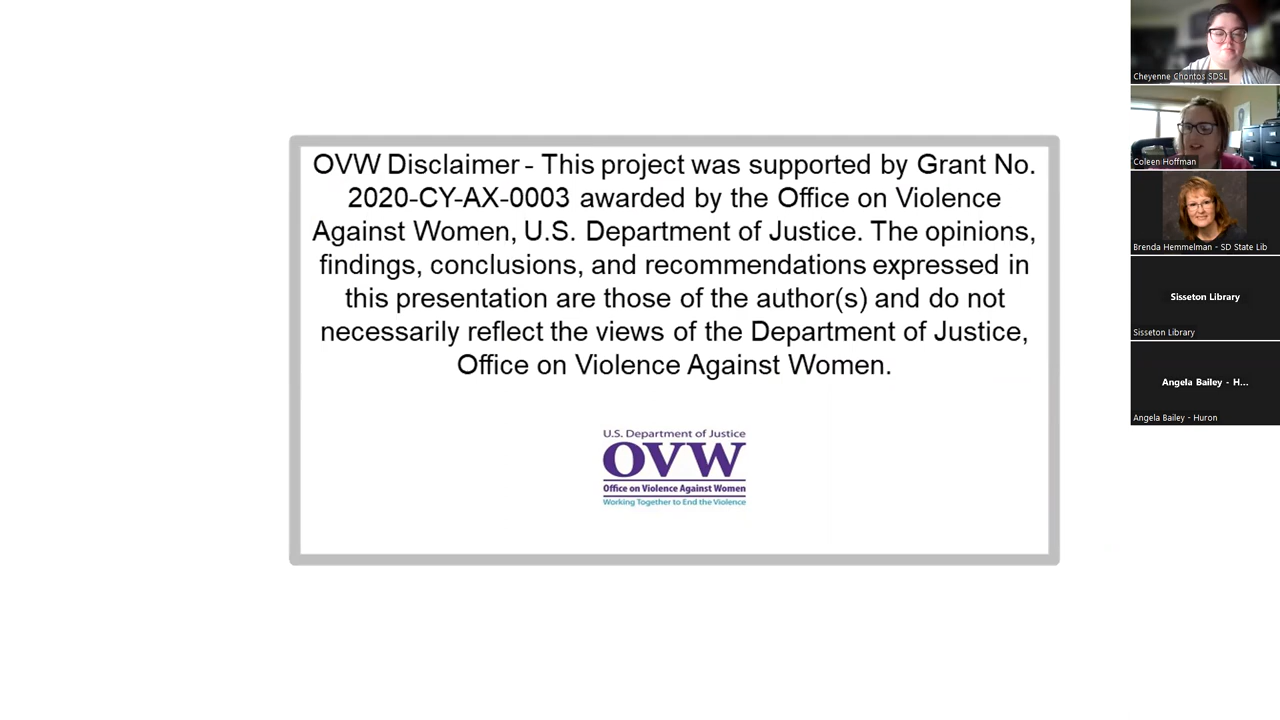 OVW Disclaimer - This project was supported by Grant No.
2020-CY-AX-0003 awarded by the Office on Violence
Against Women, U.S. Department of Justice. The opinions,
findings, conclusions, and recommendations expressed in
this presentation are those of the author(s) and do not
necessarily reflect the views of the Department of Justice,
Office on Violence Against Women.
U.S. Department of Justice
OVW
Office on Violence Against Women
Working Together to End the Violence
Cheyenne Chontos SDSL
Coleen Hoffman
Brenda Hemmelman - SD State Lib
Sisseton Library
Sisseton Library
Angela Bailey - H...
Angela Bailey - Huron